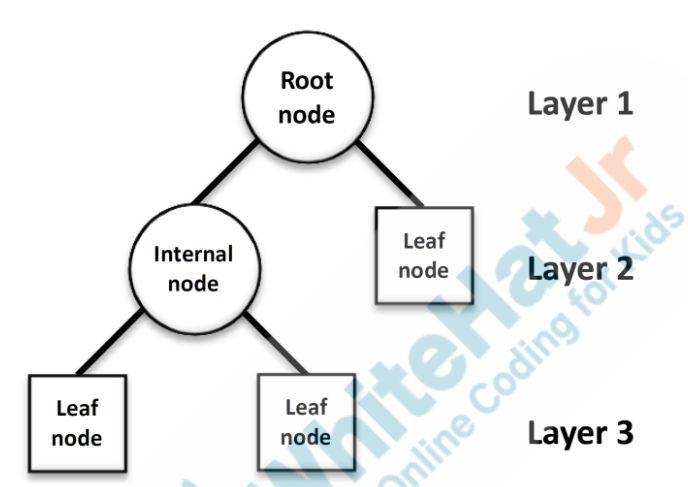 Root
node
Layer 1
Internal
node
Leaf
node
Layer 2
Leaf
node
Leaf
node
Layer 3
WhiteHat Jr
Online Coding for Kids